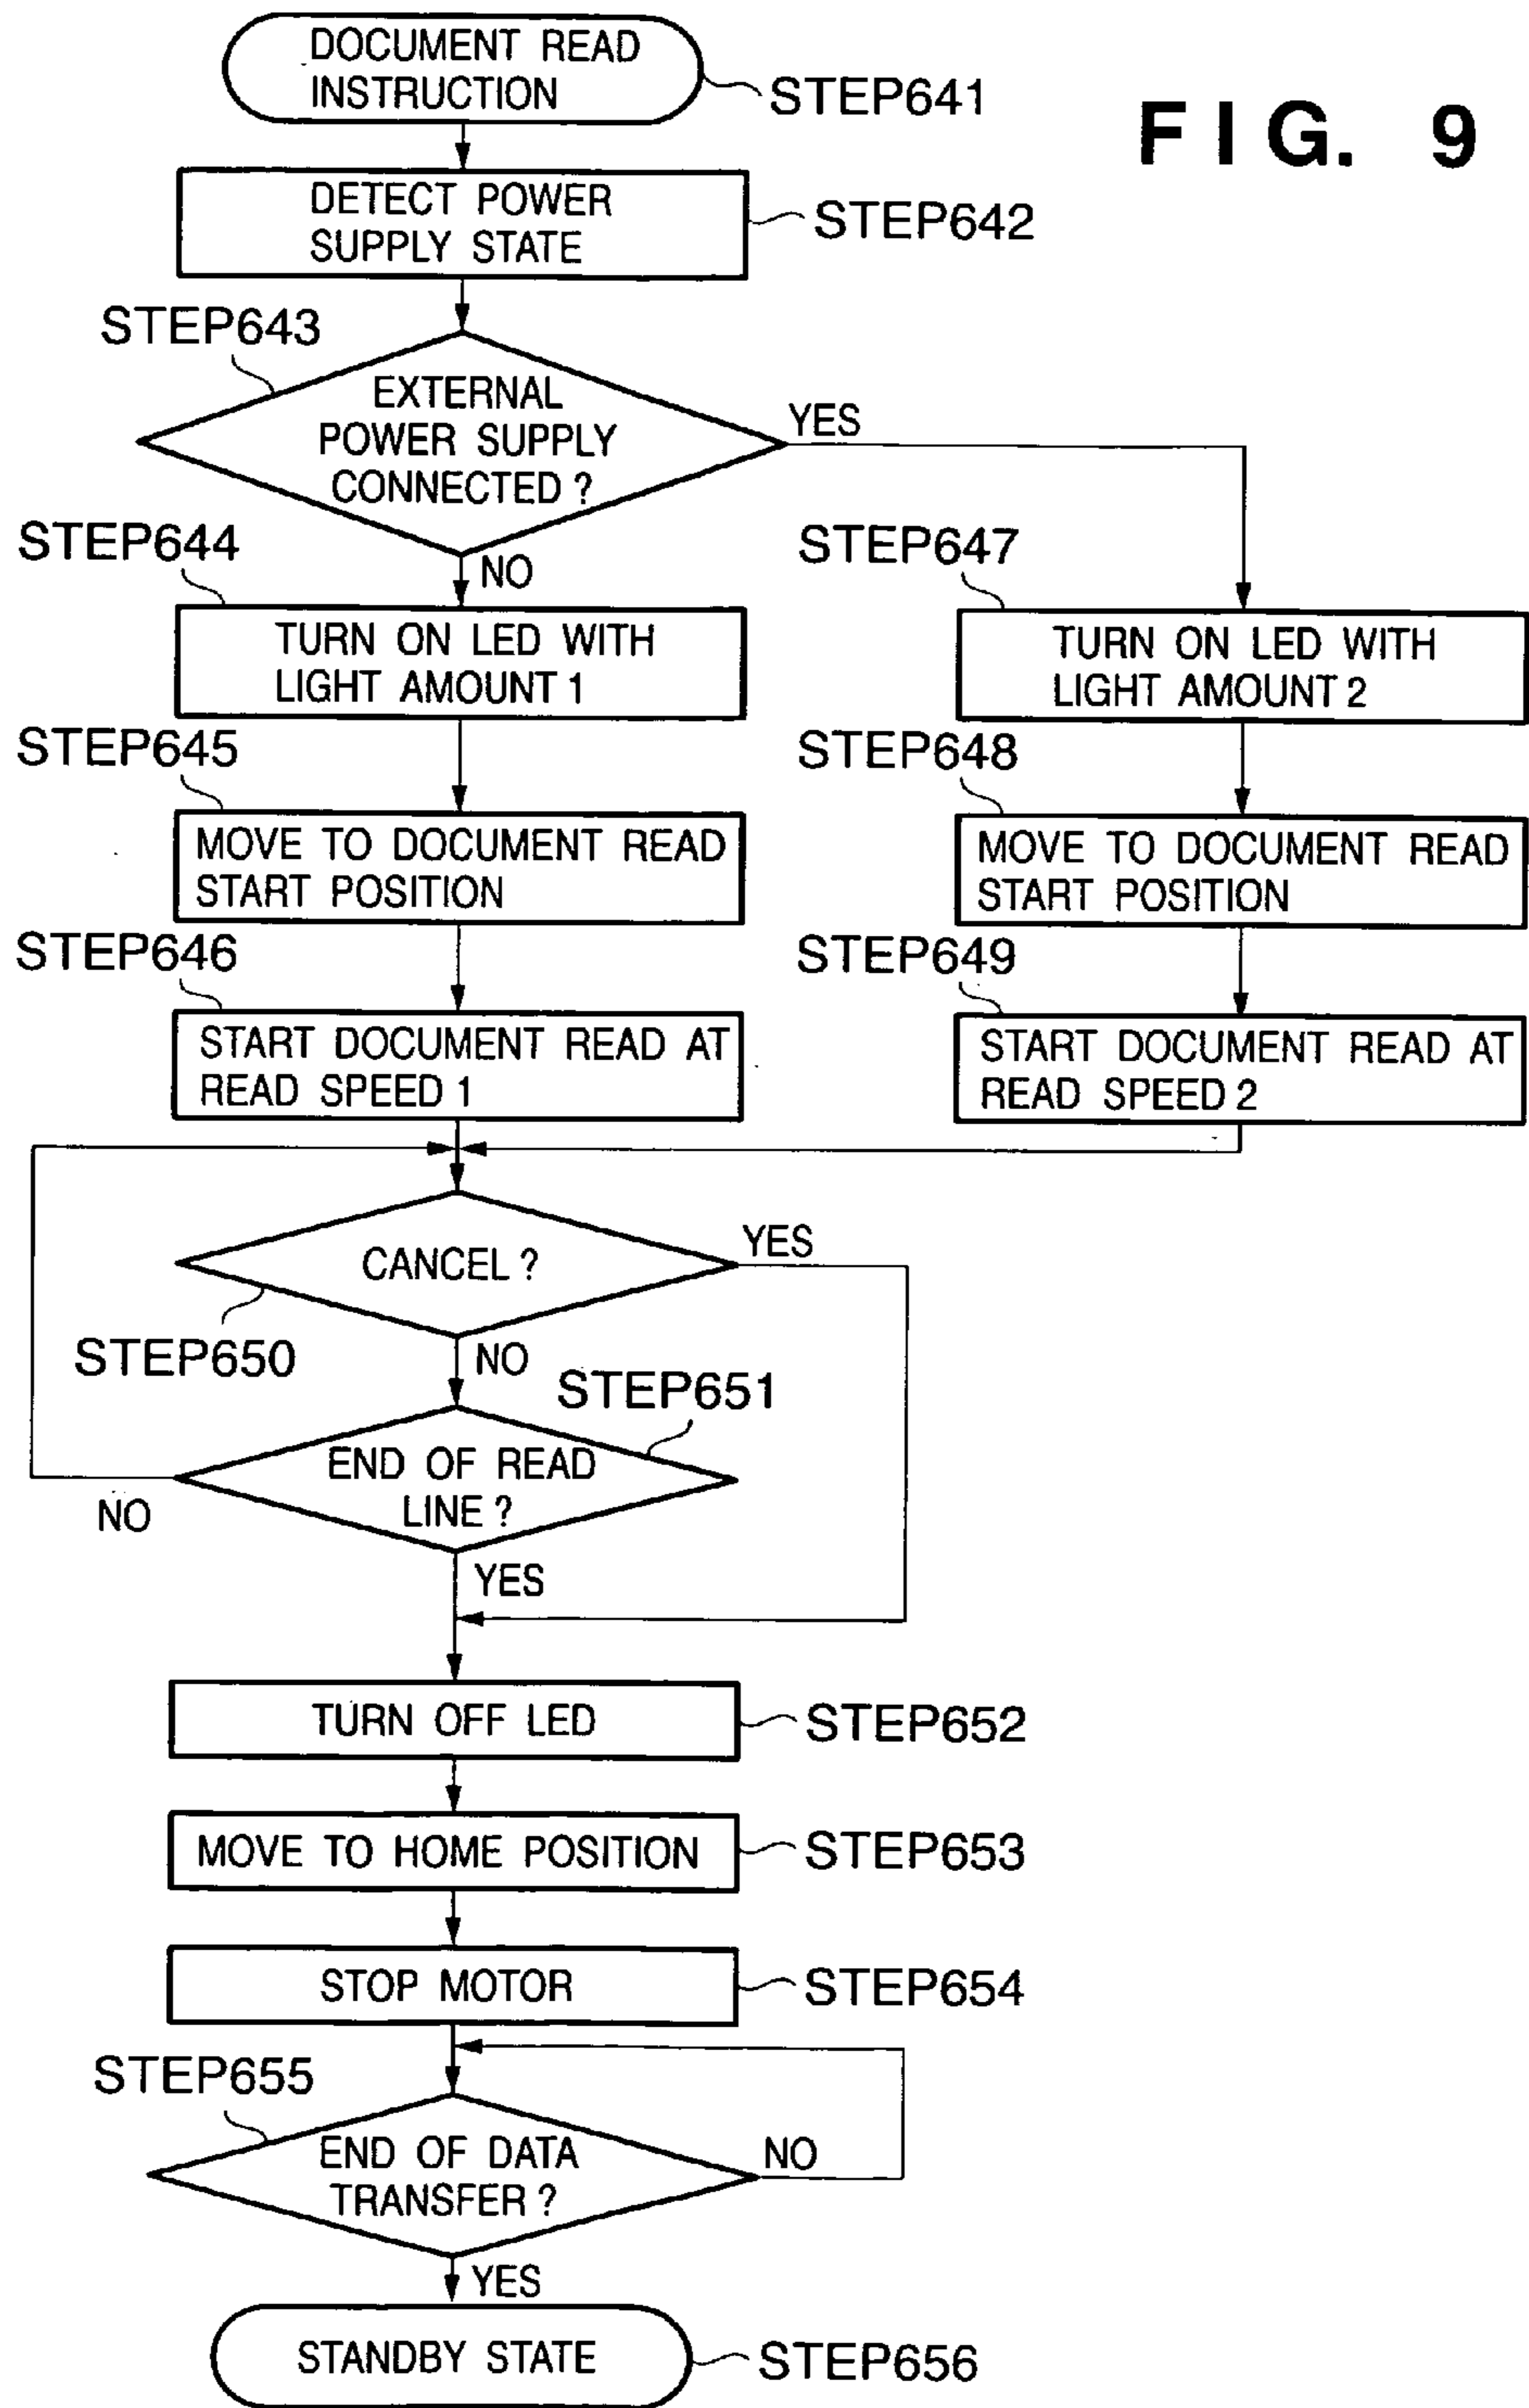 DOCUMENT READ
INSTRUCTION
STEP641
FIG. 9
DETECT POWER
SUPPLY STATE
STEP642
STEP643
EXTERNAL
POWER SUPPLY
CONNECTED ?
YES
NO
STEP644
TURN ON LED WITH
LIGHT AMOUNT 1
STEP647
TURN ON LED WITH
LIGHT AMOUNT 2
STEP645
MOVE TO DOCUMENT READ
START POSITION
STEP648
MOVE TO DOCUMENT READ
START POSITION
STEP646
START DOCUMENT READ AT
READ SPEED 1
STEP649
START DOCUMENT READ AT
READ SPEED 2
CANCEL ?
YES
STEP650
NO
STEP651
END OF READ
LINE ?
NO
YES
TURN OFF LED
STEP652
MOVE TO HOME POSITION
STEP653
STOP MOTOR
STEP654
STEP655
END OF DATA
TRANSFER ?
NO
YES
STANDBY STATE
STEP656